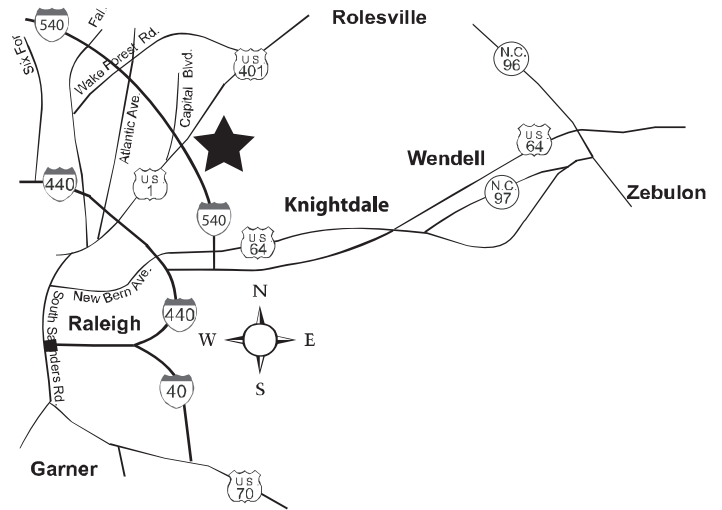 540
Fal.
Rolesville
Six For
Wake Forest Rd.
US
401
N.C.
96
Capital Blvd.
Atlantic Ave.
US
64
Wendell
US
1
440
N.C.
97
Zebulon
Knightdale
540
US
64
New Bern Ave.
South Saunders Rd.
Raleigh
440
N
W
E
S
40
Garner
US
70